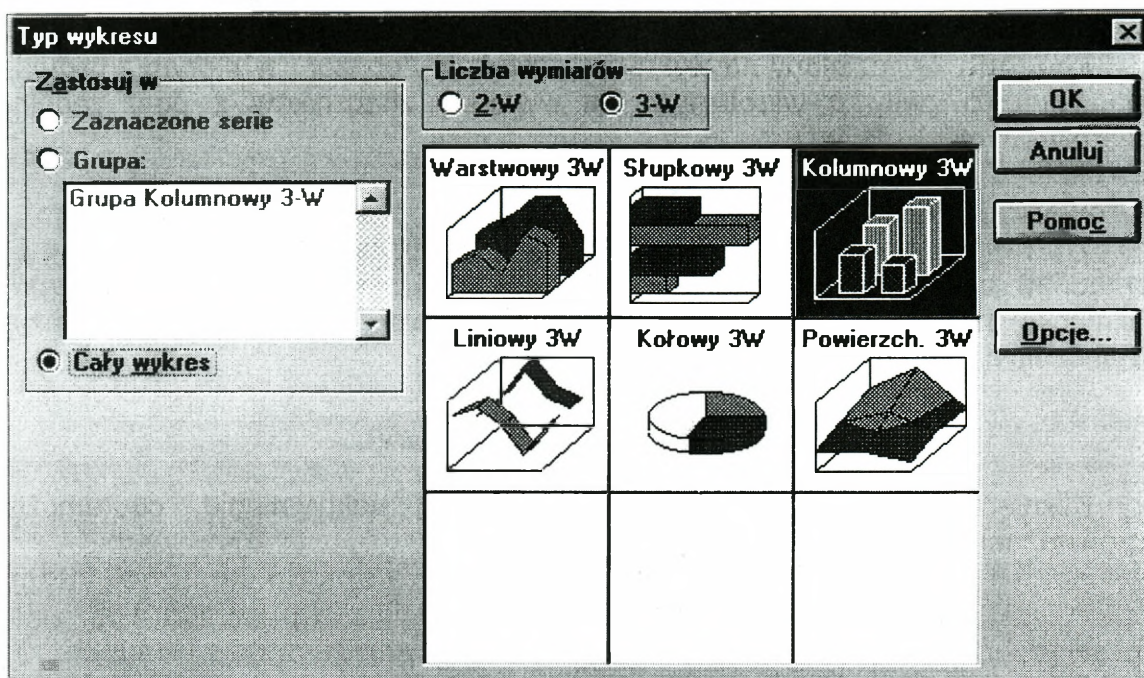 Typ wykresu
Zastosuj w
Zaznaczone serie
Grupa:
Grupa Kolumnowy 3-W
Cały wykres
Liczba wymiarów
2-W
3-W
Warstwowy 3W
Słupkowy 3W
Kolumnowy 3W
Liniowy 3W
Kołowy 3W
Powierzch. 3W
OK
Anuluj
Pomoc
Opcje...